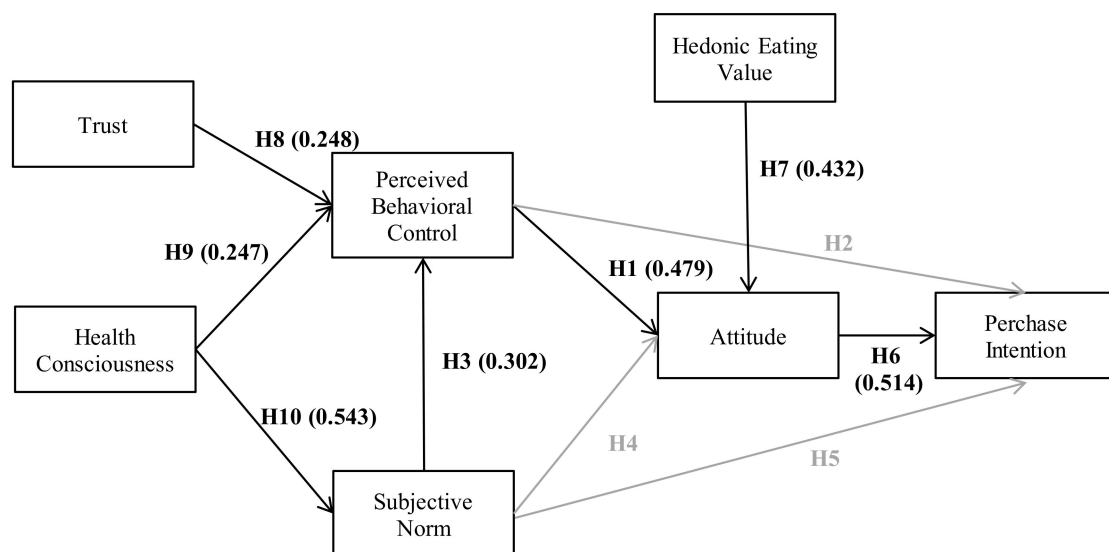 Hedonic Eating
Value
Trust
H8 (0.248)
Perceived
Behavioral
Control
H7 (0.432)
H9 (0.247)
H2
H1 (0.479)
Health
Consciousness
H3 (0.302)
Attitude
Perchase
Intention
H6
(0.514)
H10 (0.543)
H4
H5
Subjective
Norm